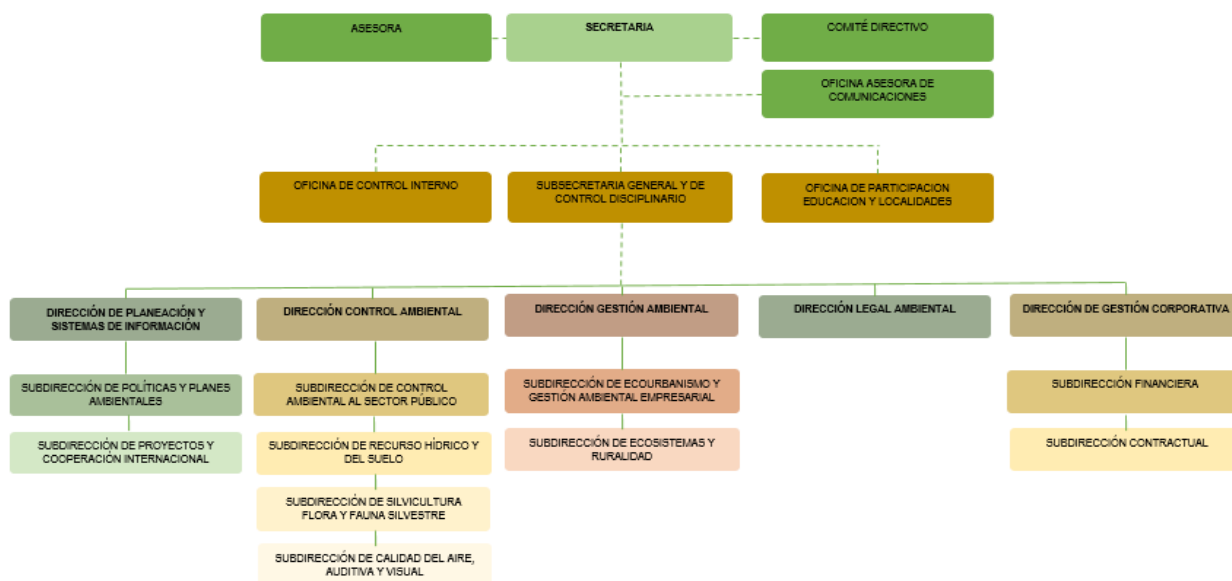 ASESORA
SECRETARIA
COMITÉ DIRECTIVO
OFICINA ASESORA DE
COMUNICACIONES
OFICINA DE CONTROL INTERNO
SUBSECRETARIA GENERAL Y DE
CONTROL DISCIPLINARIO
OFICINA DE PARTICIPACION
EDUCACION Y LOCALIDADES
DIRECCIÓN DE PLANEACIÓN Y
SISTEMAS DE INFORMACIÓN
DIRECCIÓN CONTROL AMBIENTAL
DIRECCIÓN GESTIÓN AMBIENTAL
DIRECCIÓN LEGAL AMBIENTAL
DIRECCIÓN DE GESTIÓN CORPORATIVA
SUBDIRECCIÓN DE POLÍTICAS Y PLANES
AMBIENTALES
SUBDIRECCIÓN DE CONTROL
AMBIENTAL AL SECTOR PÚBLICO
SUBDIRECCIÓN DE ECOURBANISMO Y
GESTIÓN AMBIENTAL EMPRESARIAL
SUBDIRECCIÓN FINANCIERA
SUBDIRECCIÓN DE PROYECTOS Y
COOPERACIÓN INTERNACIONAL
SUBDIRECCIÓN DE RECURSO HÍDRICO Y
DEL SUELO
SUBDIRECCIÓN DE ECOSISTEMAS Y
RURALIDAD
SUBDIRECCIÓN CONTRACTUAL
SUBDIRECCIÓN DE SILVICULTURA
FLORA Y FAUNA SILVESTRE
SUBDIRECCIÓN DE CALIDAD DEL AIRE,
AUDITIVA Y VISUAL